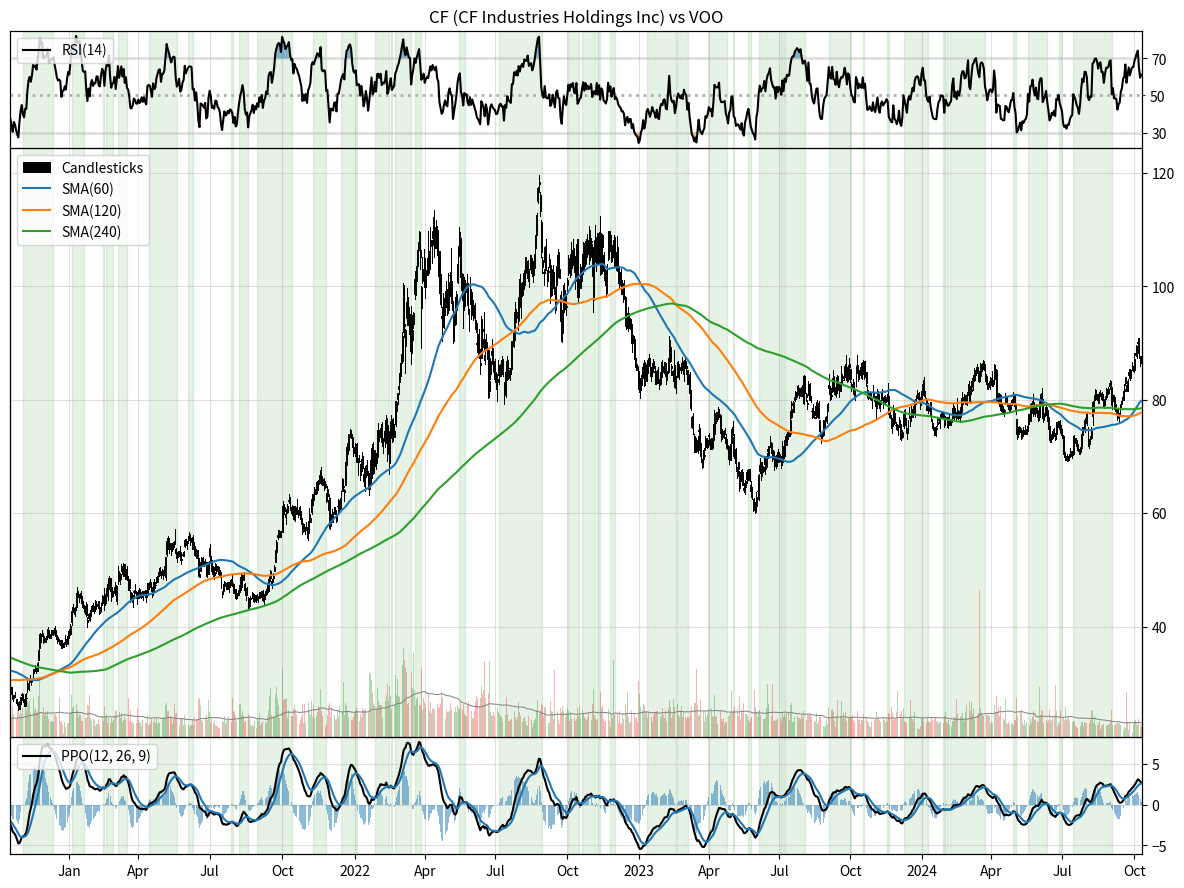 CF (CF Industries Holdings Inc) vs VOO
RSI(14)
70
50
30
Candlesticks
SMA(60)
SMA(120)
SMA(240)
120
100
80
60
40
PPO(12, 26, 9)
5
0
−5
Jan Apr Jul Oct 2022 Apr Jul Oct 2023 Apr Jul Oct 2024 Apr Jul Oct